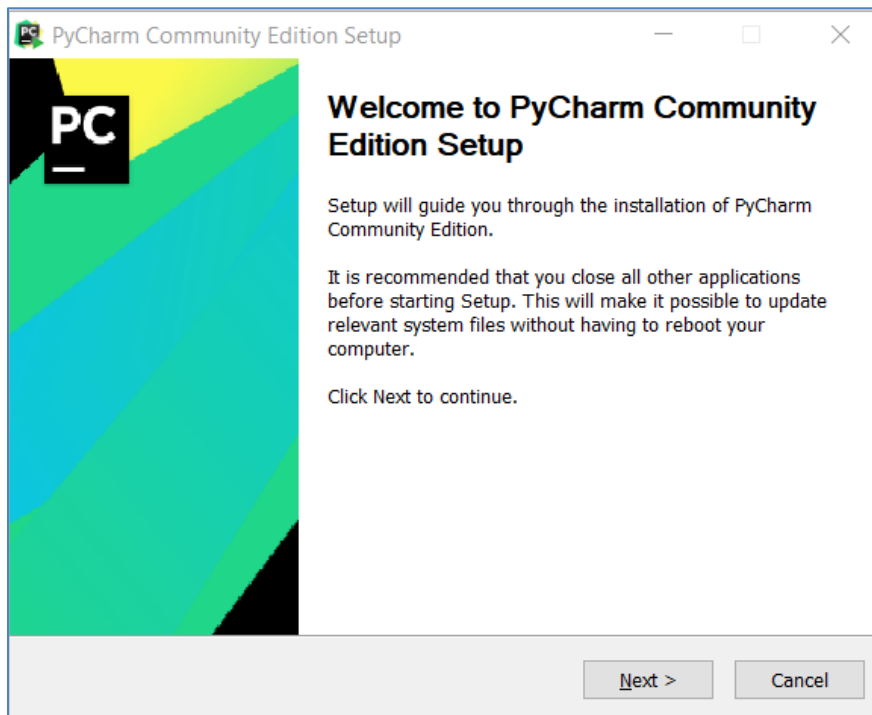 PyCharm Community Edition Setup
PC
Welcome to PyCharm Community
Edition Setup
Setup will guide you through the installation of PyCharm
Community Edition.
It is recommended that you close all other applications
before starting Setup. This will make it possible to update
relevant system files without having to reboot your
computer.
Click Next to continue.
Next >
Cancel